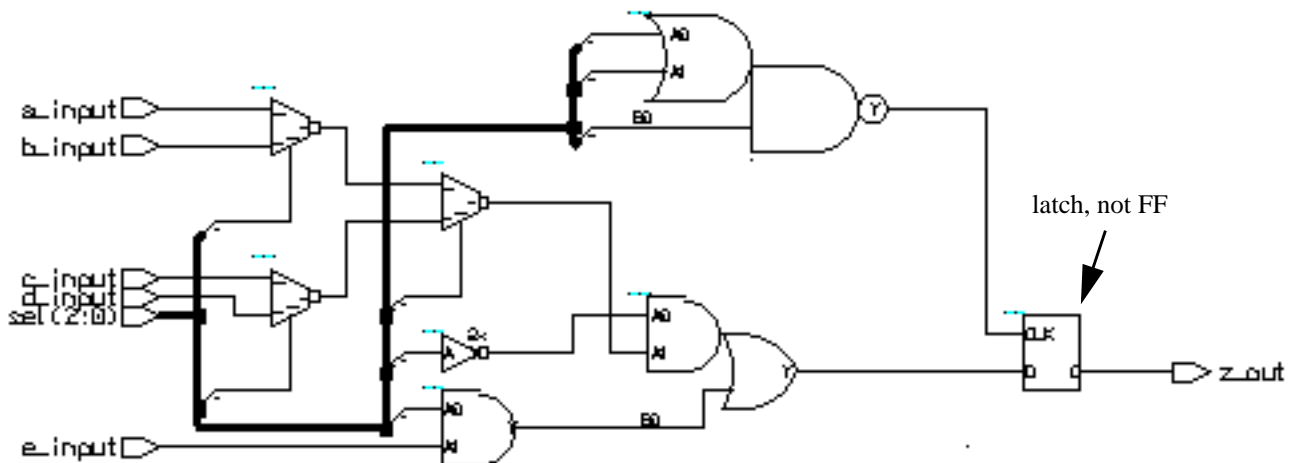 A0
A1
a_input
B0
Y
b_input
latch, not FF
c_input
d_input
sel(2:0)
A0
2x
CLK
A
A1
Y
D
Q
z_out
A0
B0
Y
e_input
A1